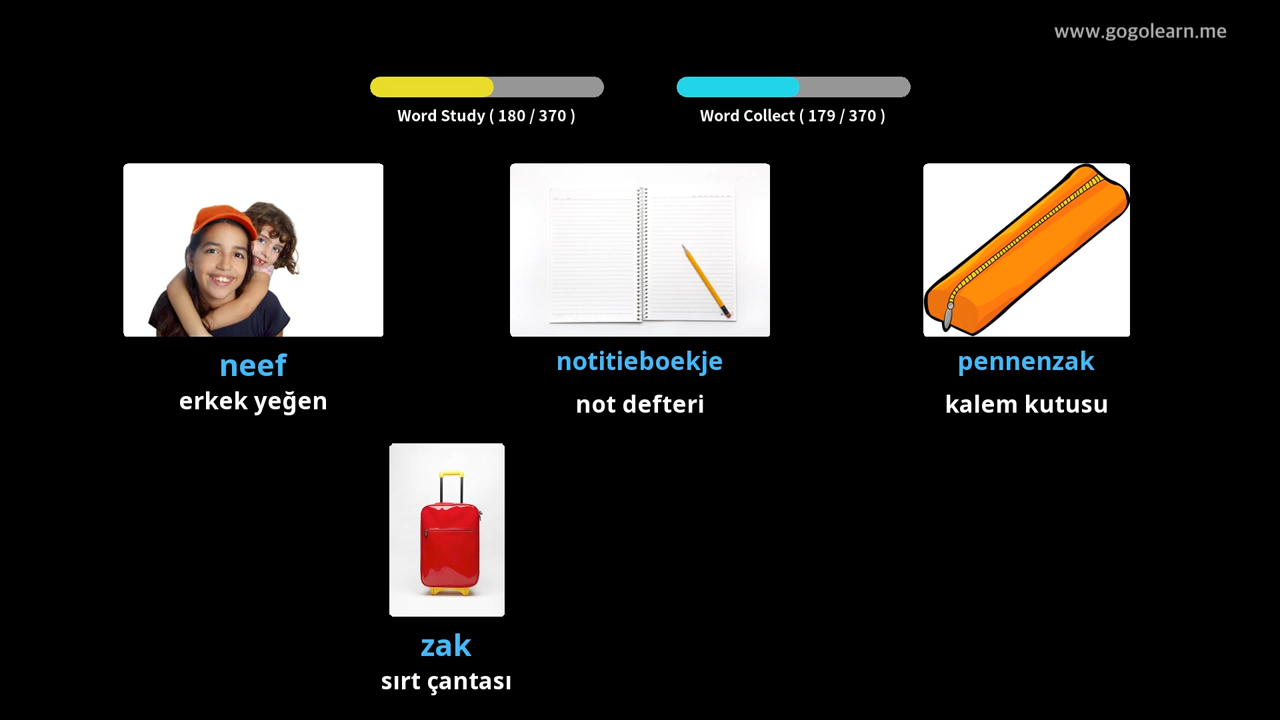 www.gogolearn.me
Word Study ( 180 / 370 )
Word Collect ( 179 / 370 )
neef
erkek yeğen
notitieboekje
not defteri
pennenzak
kalem kutusu
zak
sırt çantası